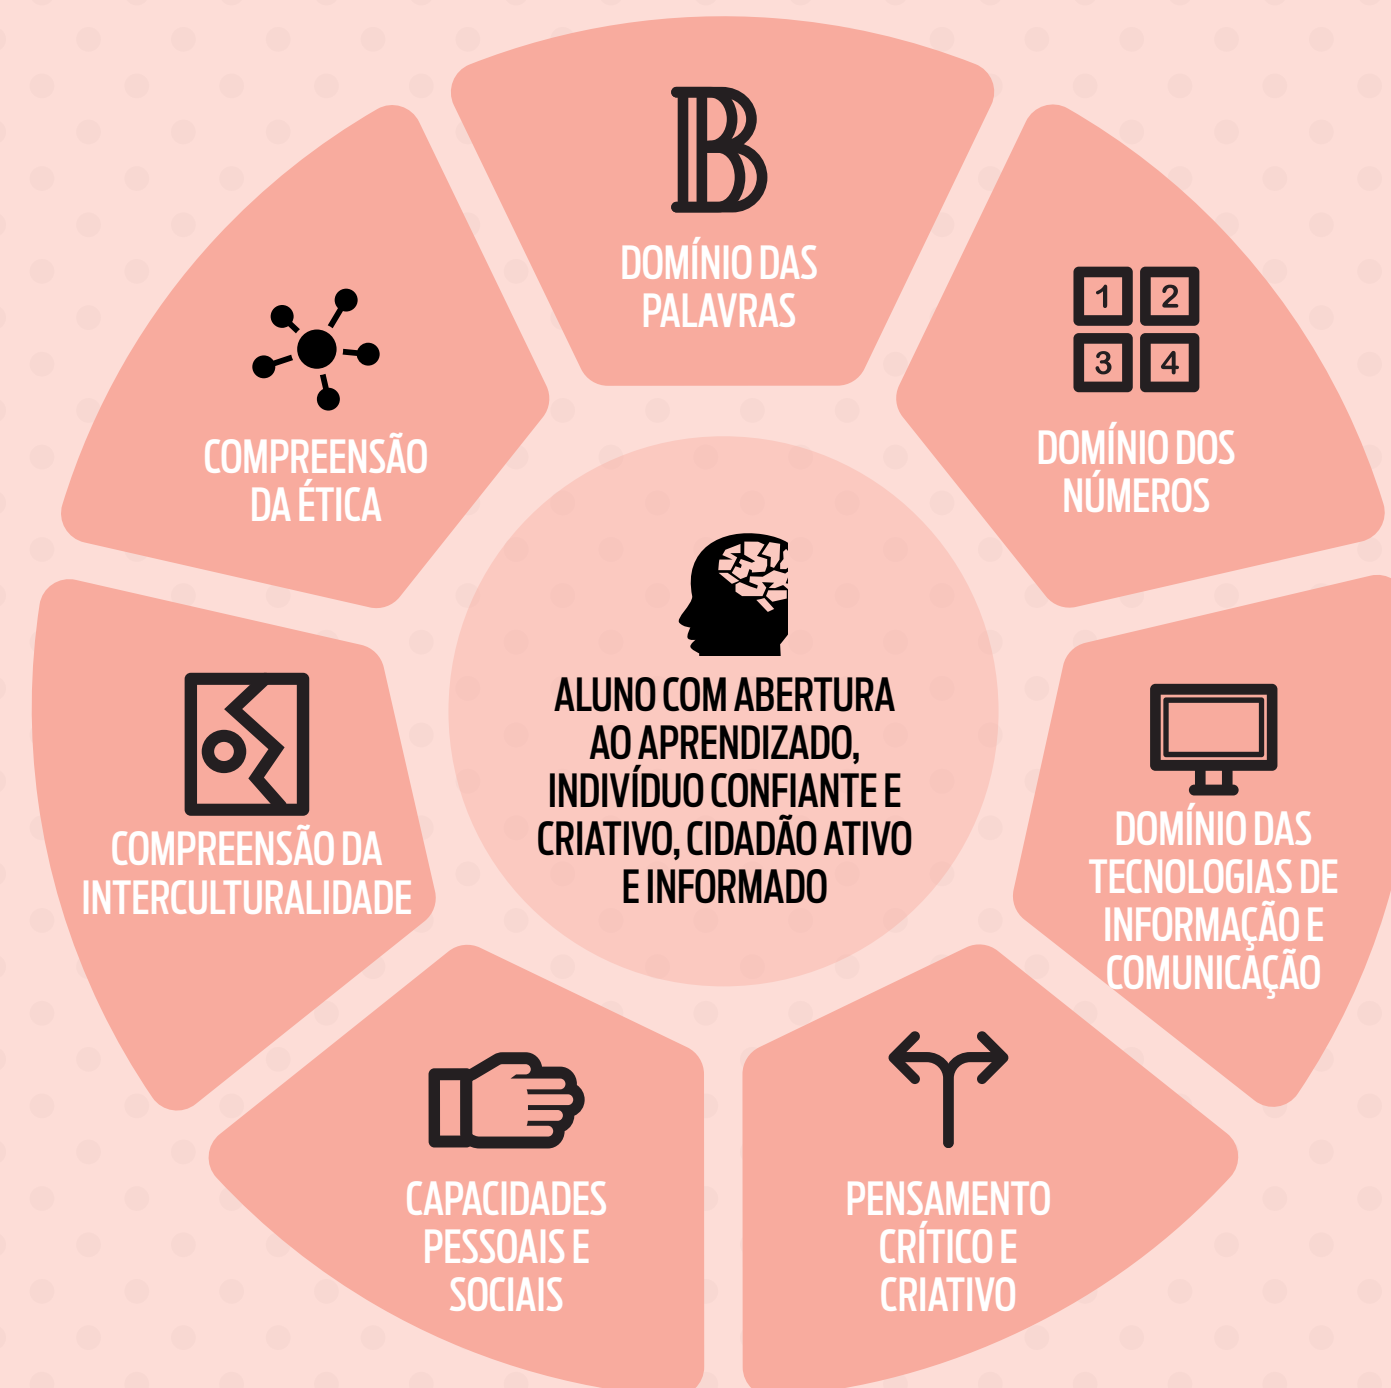 B
DOMÍNIO DAS
PALAVRAS
1 2
3 4
DOMÍNIO DOS
NÚMEROS
DOMÍNIO DAS
TECNOLOGIAS DE
INFORMAÇÃO E
COMUNICAÇÃO
PENSAMENTO
CRÍTICO E
CRIATIVO
CAPACIDADES
PESSOAIS E
SOCIAIS
COMPREENSÃO DA
INTERCULTURALIDADE
COMPREENSÃO
DA ÉTICA
ALUNO COM ABERTURA
AO APRENDIZADO,
INDIVÍDUO CONFIANTE E
CRIATIVO, CIDADÃO ATIVO
E INFORMADO